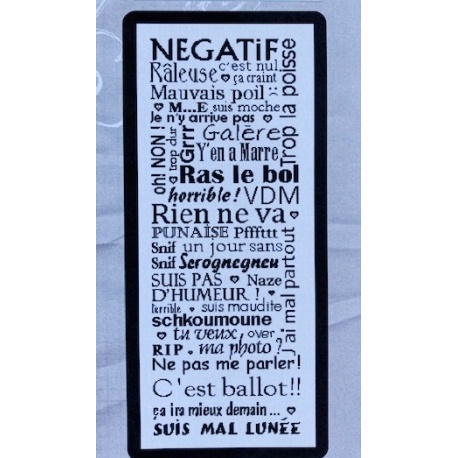 NEGATiF
Râleuse c'est nul
ça craint
Mauvais poil
M...E suis moche
Je n'y arrive pas
oh! NON!
trop dur
Grrr
Galère
Y'en a Marre
Trop la poisse
Ras le bol
horrible! VDM
Rien ne va
PUNAISE Pffffttt
Snif un jour sans
Snif Serogneugneu
SUIS PAS Naze
D'HUMEUR!
J'ai mal partout
terrible suis maudite
schkoumoune
tu veux over
RIP. ma photo?
Ne pas me parler!
C'est ballot!!
ça ira mieux demain...
SUIS MAL LUNÉE